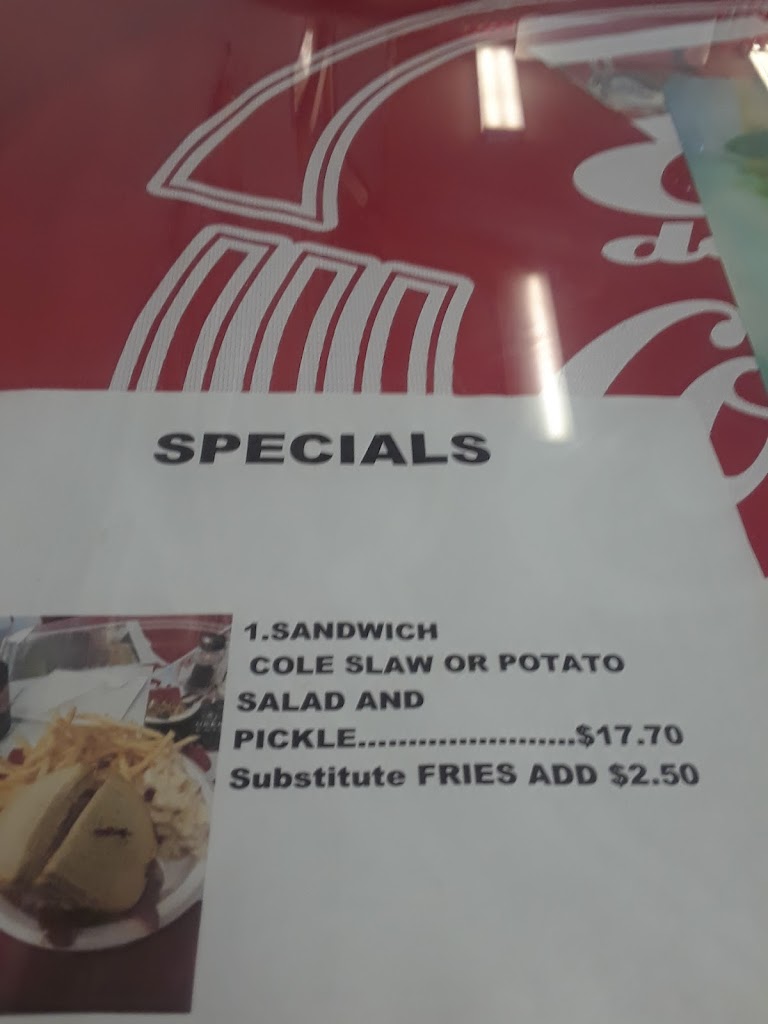 SPECIALS
1.SANDWICH
COLE SLAW OR POTATO
SALAD AND
PICKLE..........................$17.70
Substitute FRIES ADD $2.50